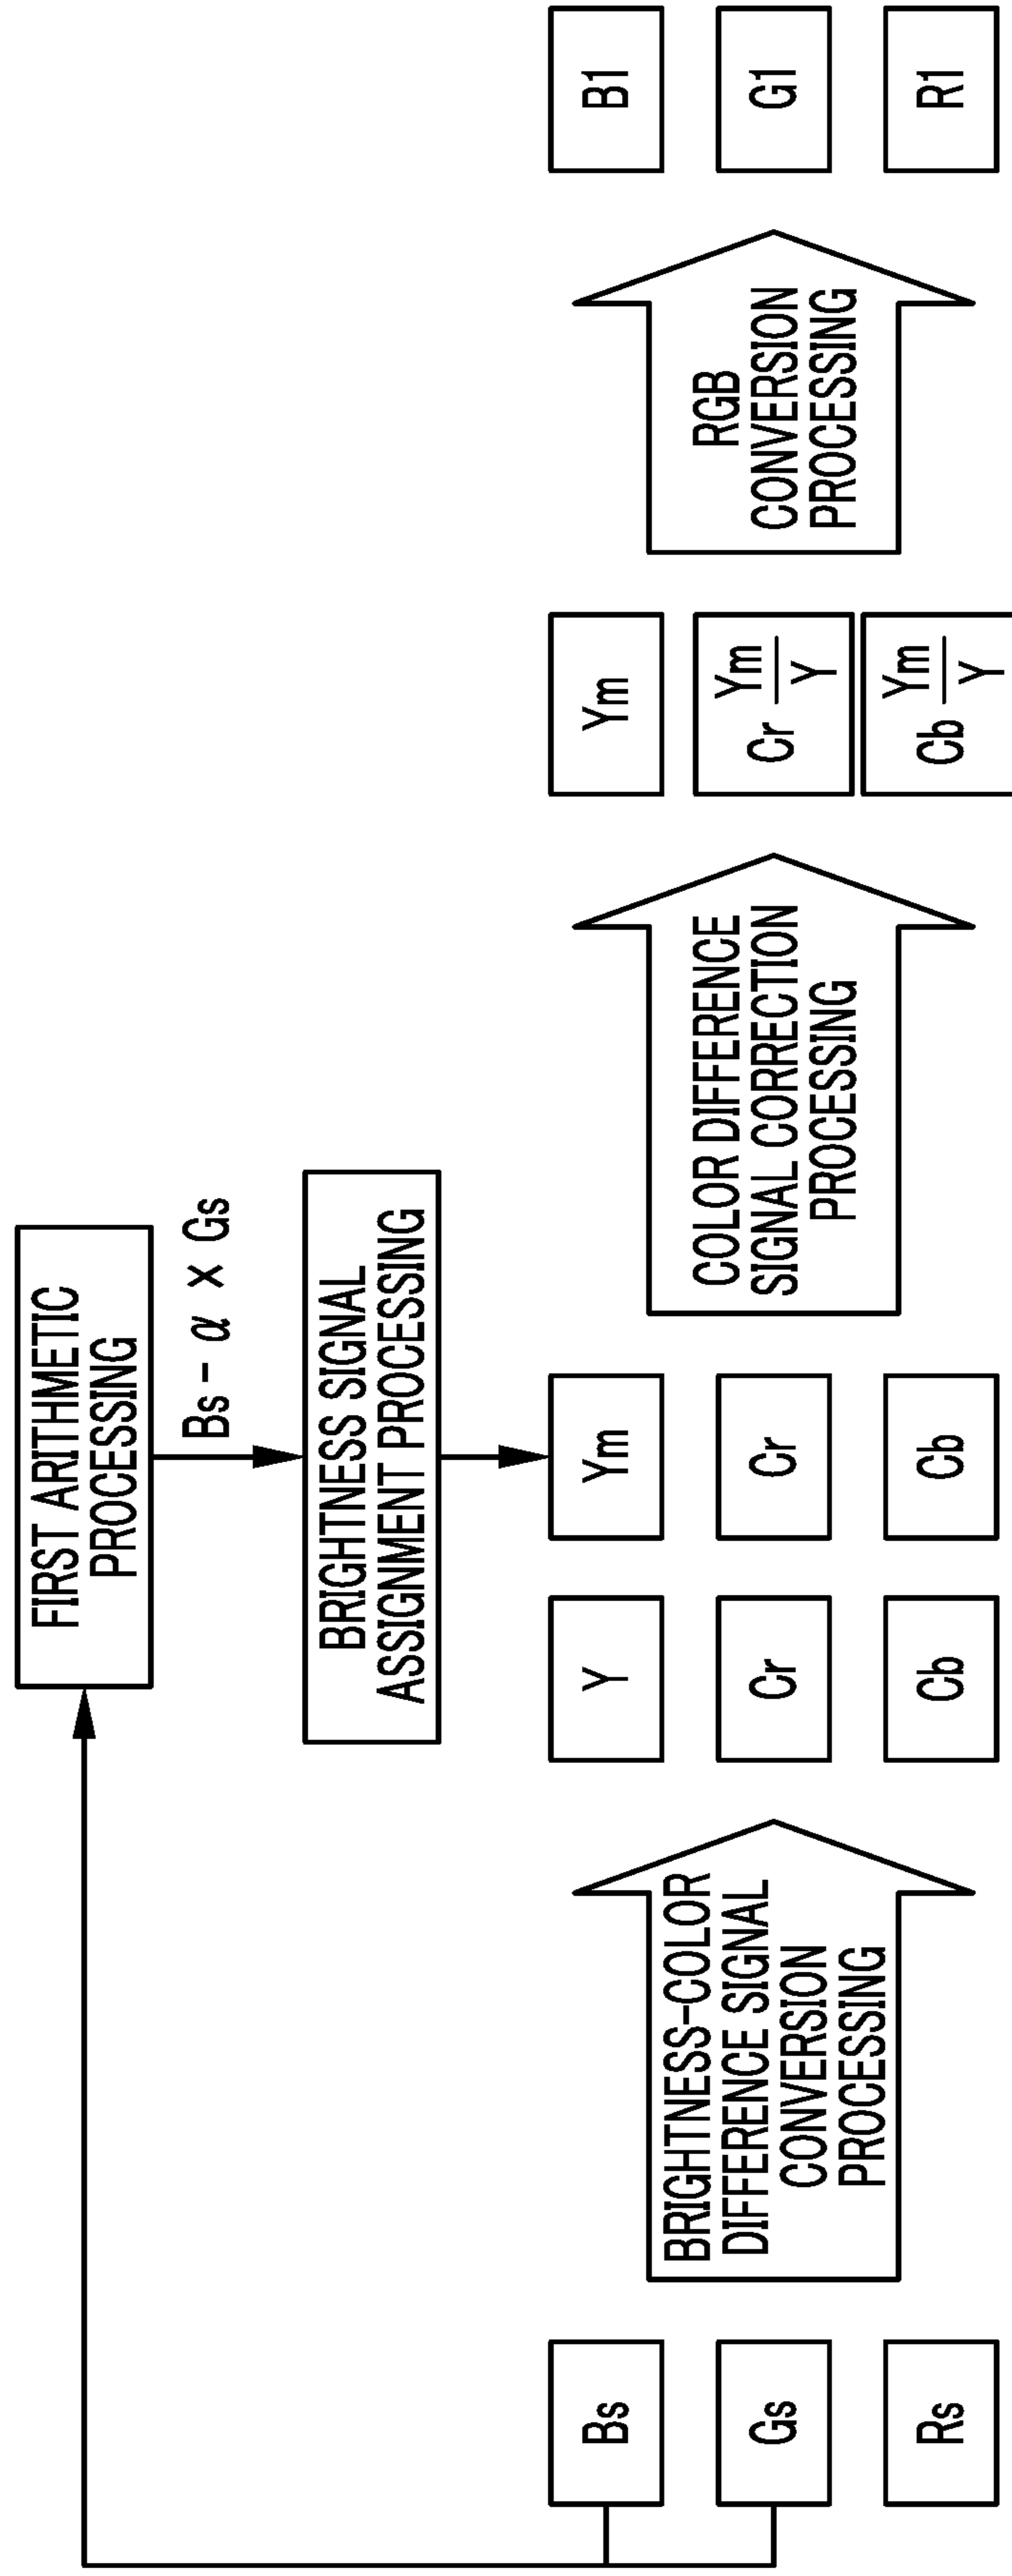 FIRST ARITHMETIC
PROCESSING
Bs- α × Gs
BRIGHTNESS SIGNAL
ASSIGNMENT PROCESSING
Bs
Gs
Rs
BRIGHTNESS-COLOR
DIFFERENCE SIGNAL
CONVERSION
PROCESSING
Y
Cr
Cb
Ym
Cr
Cb
COLOR DIFFERENCE
SIGNAL CORRECTION
PROCESSING
Ym
Cr Ym/Y
Cb Ym/Y
RGB
CONVERSION
PROCESSING
B1
G1
R1